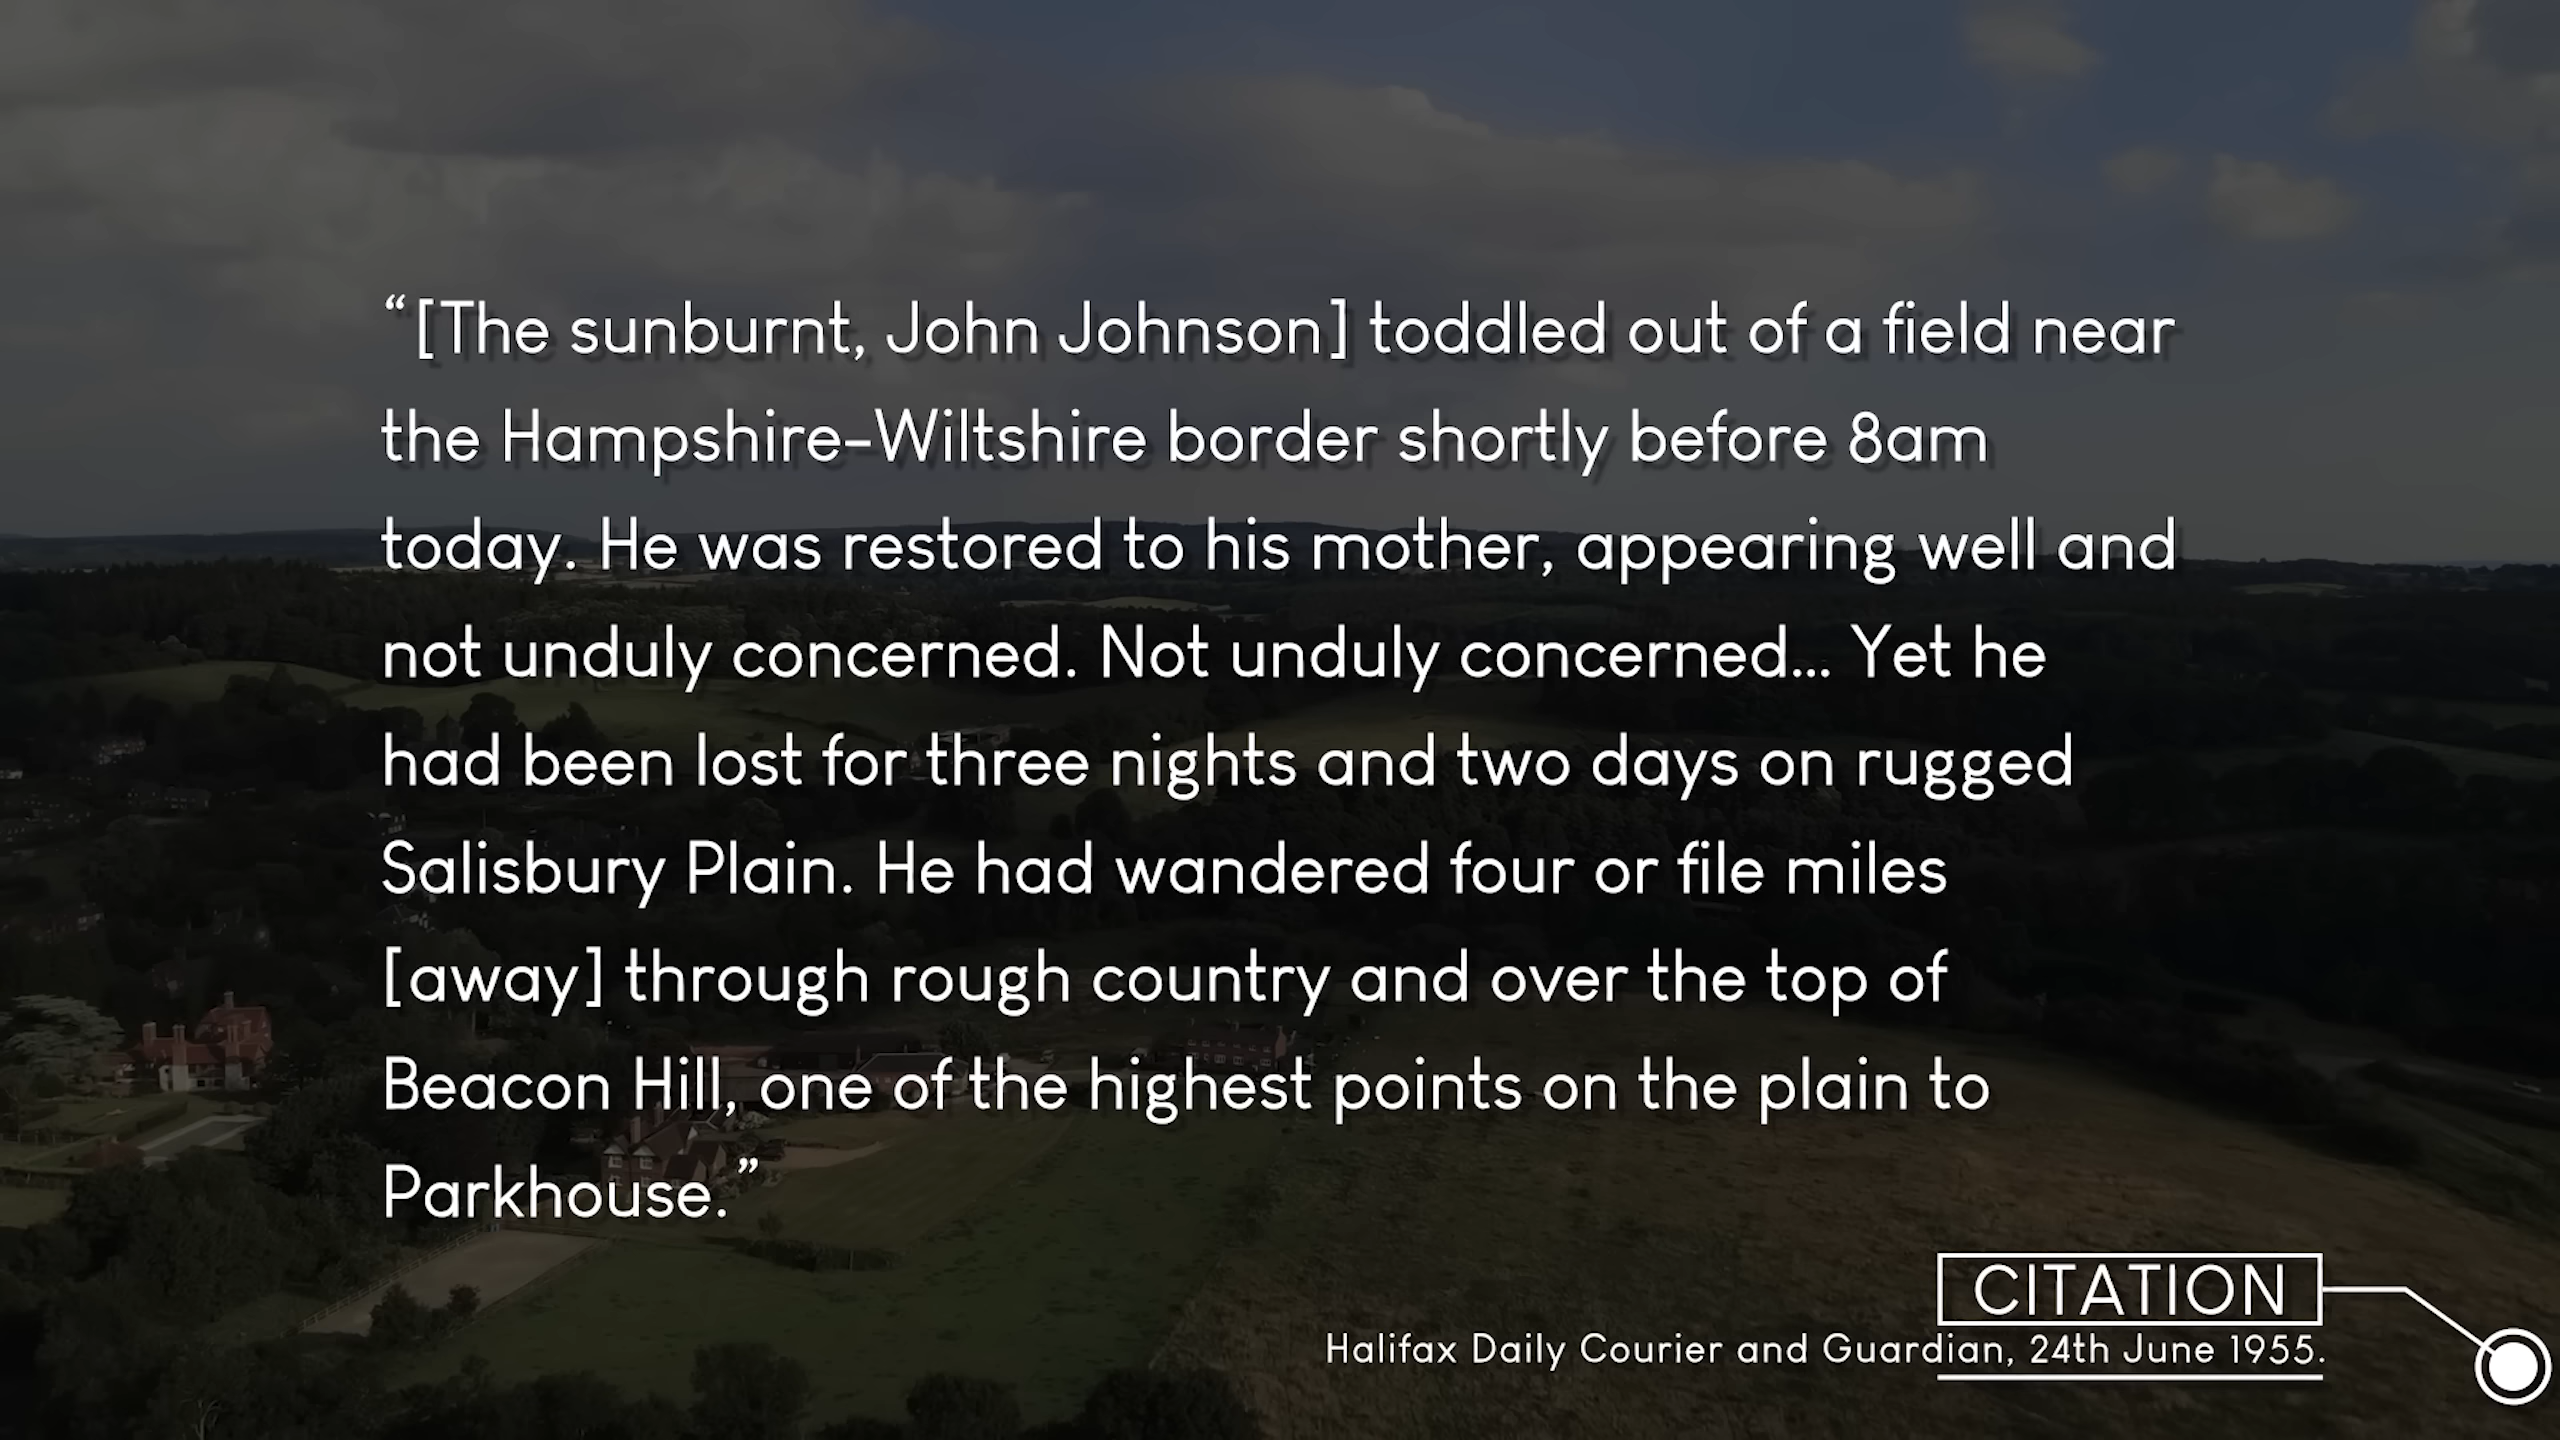 “[The sunburnt, John Johnson] toddled out of a field near
the Hampshire-Wiltshire border shortly before 8am
today. He was restored to his mother, appearing well and
not unduly concerned. Not unduly concerned... Yet he
had been lost for three nights and two days on rugged
Salisbury Plain. He had wandered four or file miles
[away] through rough country and over the top of
Beacon Hill, one of the highest points on the plain to
Parkhouse.”
CITATION
Halifax Daily Courier and Guardian, 24th June 1955.